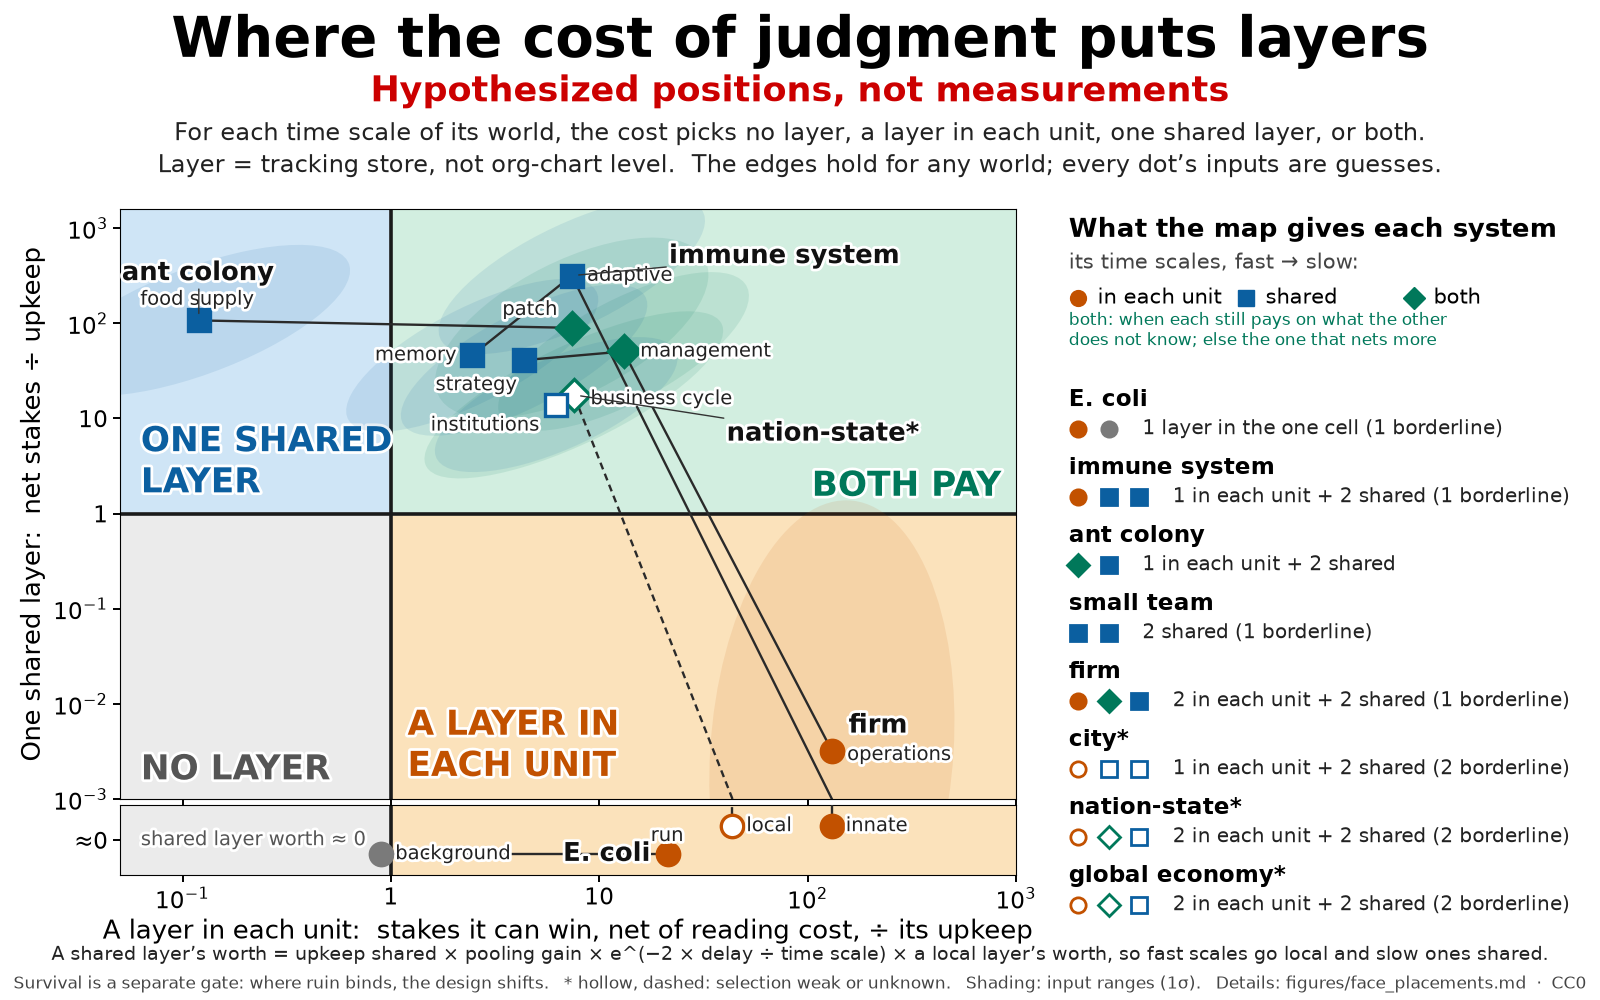 Where the cost of judgment puts layers
Hypothesized positions, not measurements
For each time scale of its world, the cost picks no layer, a layer in each unit, one shared layer, or both.
Layer = tracking store, not org-chart level.  The edges hold for any world; every dot’s inputs are guesses.
One shared layer:  net stakes ÷ upkeep
10³
10²
10
1
10⁻¹
10⁻²
10⁻³
≈0
ant colony
food supply
immune system
adaptive
patch
memory
management
strategy
business cycle
institutions
nation-state*
ONE SHARED
LAYER
BOTH PAY
A LAYER IN
EACH UNIT
NO LAYER
firm
operations
shared layer worth ≈ 0
background
E. coli
run
local
innate
10⁻¹
1
10
10²
10³
A layer in each unit:  stakes it can win, net of reading cost, ÷ its upkeep
What the map gives each system
its time scales, fast → slow:
in each unit
shared
both
both: when each still pays on what the other
does not know; else the one that nets more
E. coli
1 layer in the one cell (1 borderline)
immune system
1 in each unit + 2 shared (1 borderline)
ant colony
1 in each unit + 2 shared
small team
2 shared (1 borderline)
firm
2 in each unit + 2 shared (1 borderline)
city*
1 in each unit + 2 shared (2 borderline)
nation-state*
2 in each unit + 2 shared (2 borderline)
global economy*
2 in each unit + 2 shared (2 borderline)
A shared layer’s worth = upkeep shared × pooling gain × e^(−2 × delay ÷ time scale) × a local layer’s worth, so fast scales go local and slow ones shared.
Survival is a separate gate: where ruin binds, the design shifts.   * hollow, dashed: selection weak or unknown.   Shading: input ranges (1σ).   Details: figures/face_placements.md  ·  CC0